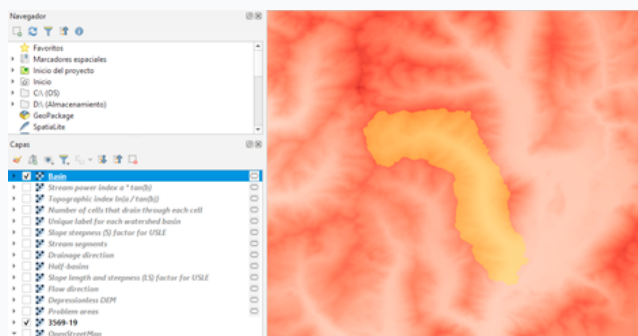 Navegador
Favoritos
Marcadores espaciales
Inicio del proyecto
Inicio
C:\ (OS)
D:\ (Almacenamiento)
GeoPackage
SpatiaLite
Capas
Basin
Stream power index a * tan(b)
Topographic index ln(a / tan(b))
Number of cells that drain through each cell
Unique label for each watershed basin
Slope steepness (S) factor for USLE
Stream segments
Drainage direction
Half-basins
Slope length and steepness (LS) factor for USLE
Flow direction
Depressionless DEM
Problem areas
3569-19
OpenStreetMap